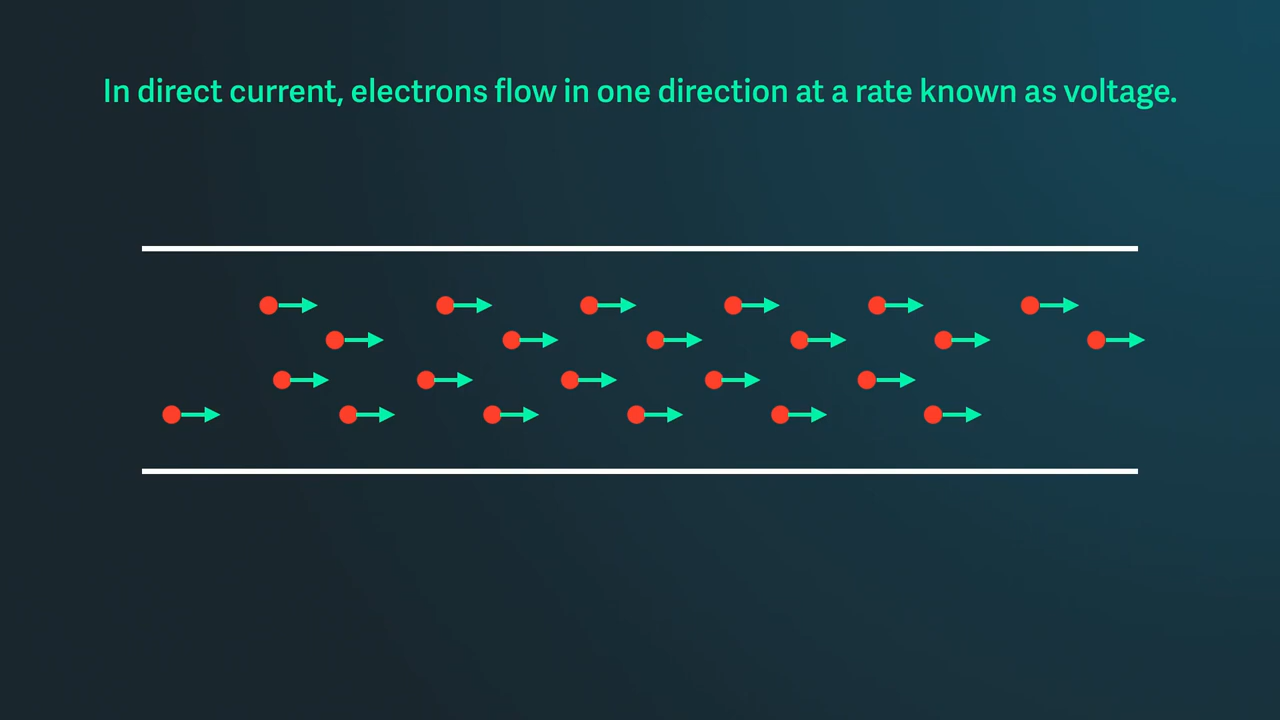 In direct current, electrons flow in one direction at a rate known as voltage.